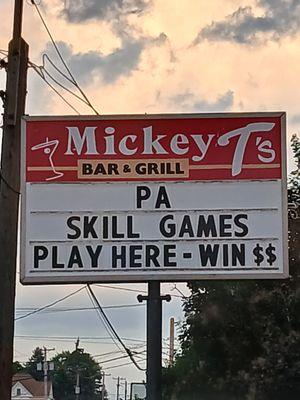 Mickey T's
BAR & GRILL
PA
SKILL GAMES
PLAY HERE - WIN $$